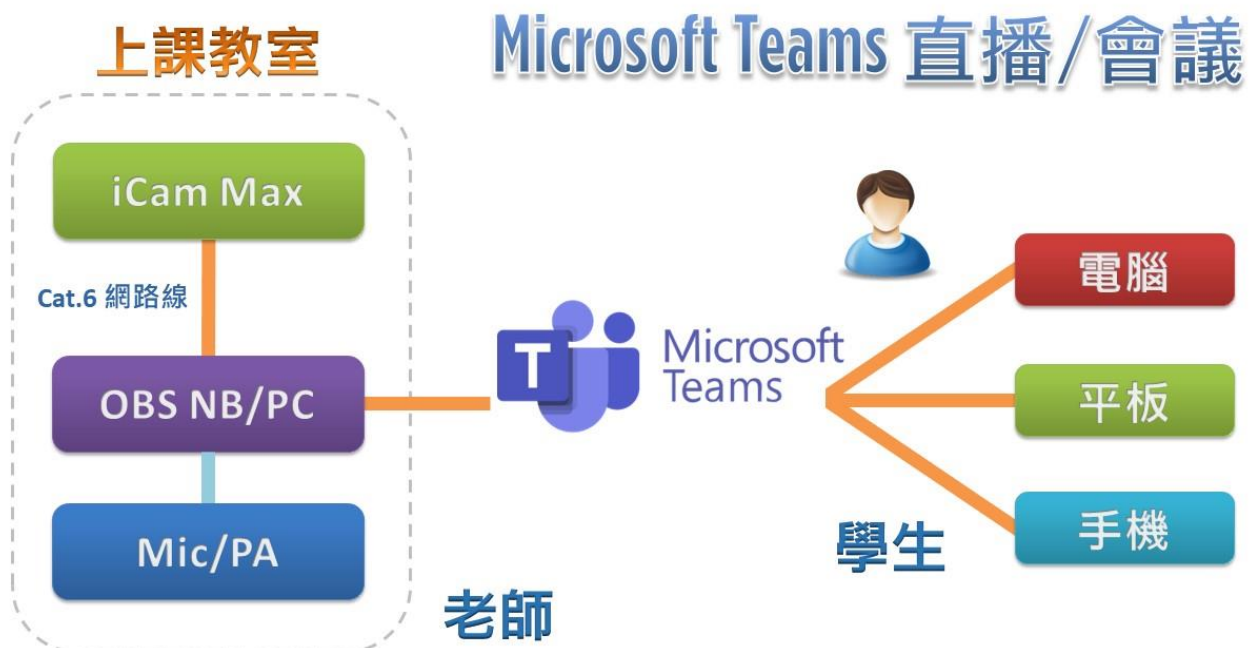 上課教室
Microsoft Teams 直播/會議
iCam Max
Cat.6 網路線
OBS NB/PC
Mic/PA
老師
T
Microsoft
Teams
學生
電腦
平板
手機